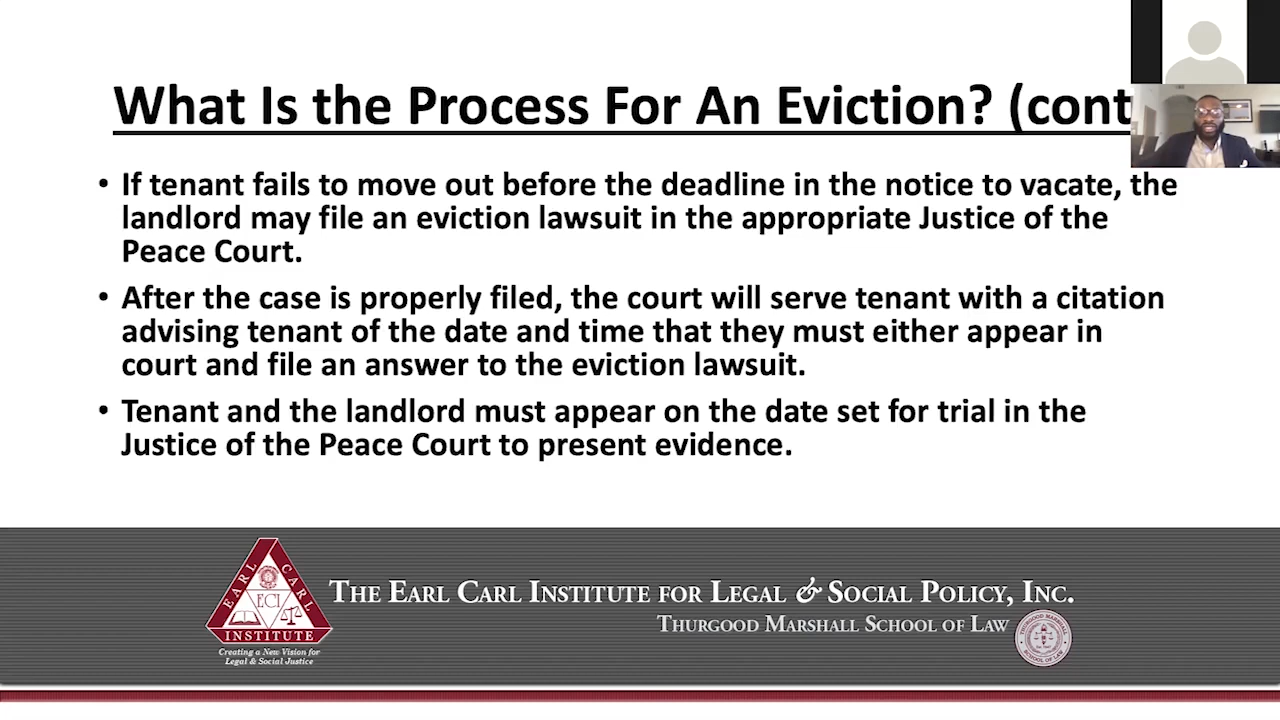 What Is the Process For An Eviction? (cont
• If tenant fails to move out before the deadline in the notice to vacate, the
landlord may file an eviction lawsuit in the appropriate Justice of the
Peace Court.
• After the case is properly filed, the court will serve tenant with a citation
advising tenant of the date and time that they must either appear in
court and file an answer to the eviction lawsuit.
• Tenant and the landlord must appear on the date set for trial in the
Justice of the Peace Court to present evidence.
EARL CARL
ECI
INSTITUTE
Creating a New Vision for
Legal & Social Justice
THE EARL CARL INSTITUTE FOR LEGAL & SOCIAL POLICY, INC.
THURGOOD MARSHALL SCHOOL OF LAW
THURGOOD MARSHALL
SCHOOL OF LAW